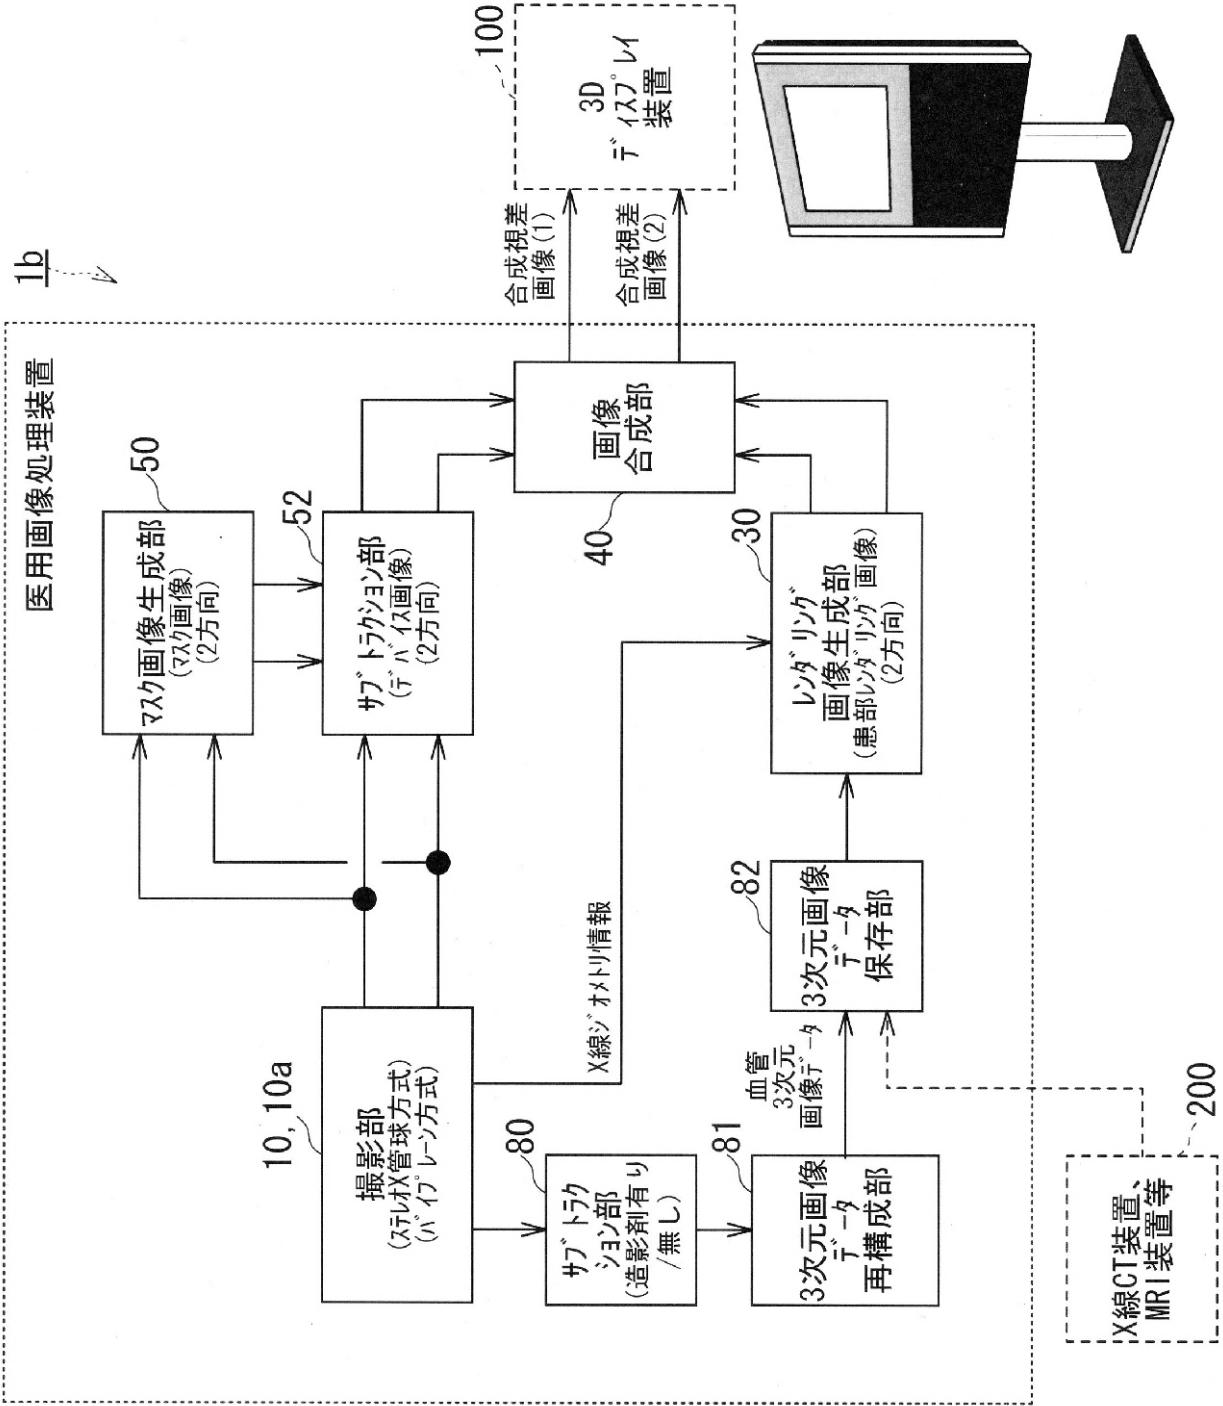 1b
医用画像処理装置
10, 10a
撮影部
(ステレオX管球方式)
(バイプレーン方式)
50
マスク画像生成部
(マスク画像)
(2方向)
52
サブトラクション部
(デバイス画像)
(2方向)
40
画像
合成部
合成視差
画像(1)
合成視差
画像(2)
100
3D
ディスプレイ
装置
X線ジオメトリ情報
80
サブトラク
ション部
(造影剤有り
/無し)
81
3次元画像
データ
再構成部
血管
3次元
画像データ
82
3次元画像
データ
保存部
30
レンダリング
画像生成部
(患部レンダリング画像)
(2方向)
200
X線CT装置、
MRI装置等